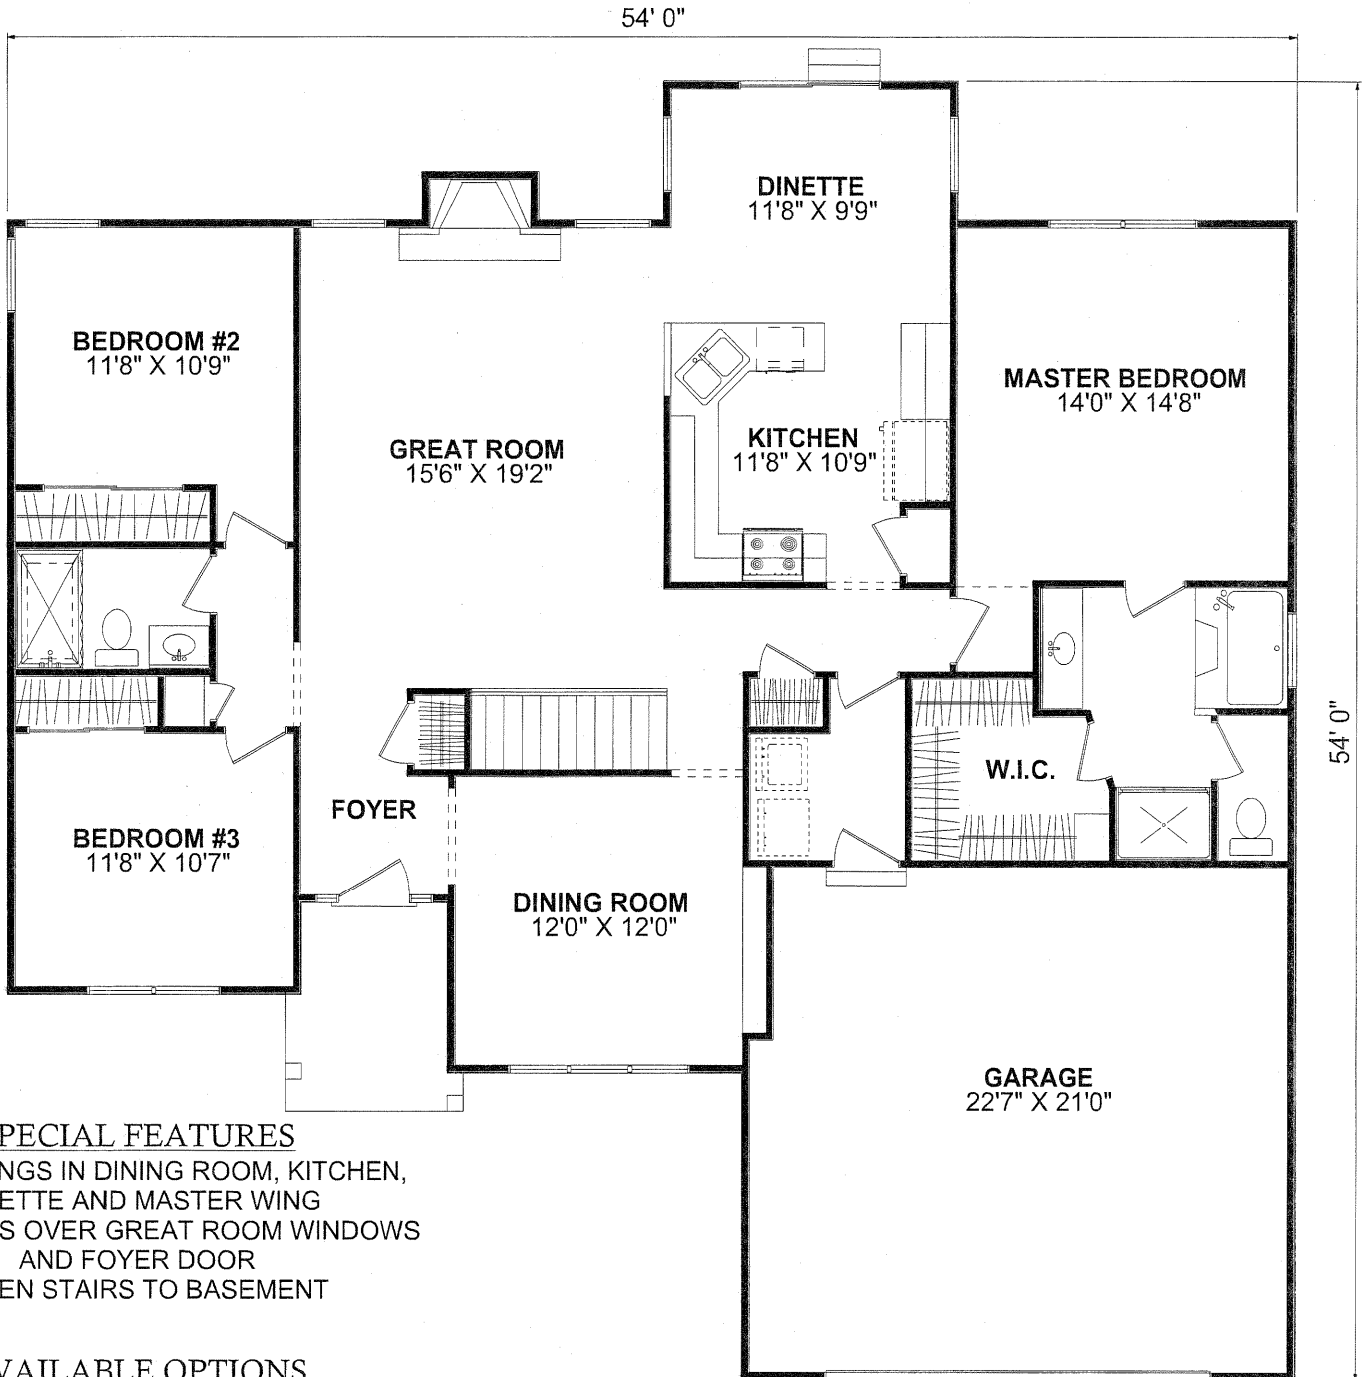 54' 0"
DINETTE
11'8" X 9'9"
BEDROOM #2
11'8" X 10'9"
MASTER BEDROOM
14'0" X 14'8"
GREAT ROOM
15'6" X 19'2"
KITCHEN
11'8" X 10'9"
54' 0"
W.I.C.
FOYER
BEDROOM #3
11'8" X 10'7"
DINING ROOM
12'0" X 12'0"
GARAGE
22'7" X 21'0"
PECIAL FEATURES
NGS IN DINING ROOM, KITCHEN,
ETTE AND MASTER WING
S OVER GREAT ROOM WINDOWS
AND FOYER DOOR
EN STAIRS TO BASEMENT
VAILABLE OPTIONS